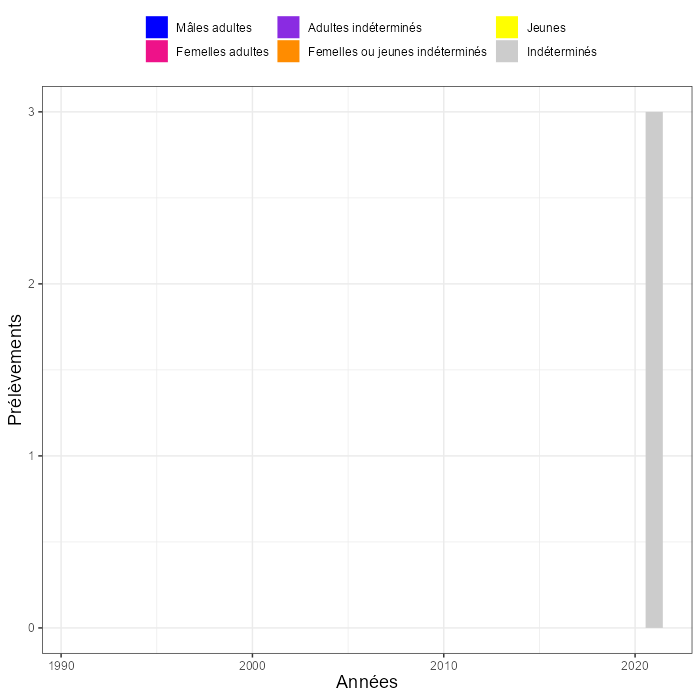 Mâles adultes
Adultes indéterminés
Jeunes
Femelles adultes
Femelles ou jeunes indéterminés
Indéterminés
3
2
1
0
Prélèvements
1990
2000
2010
2020
Années